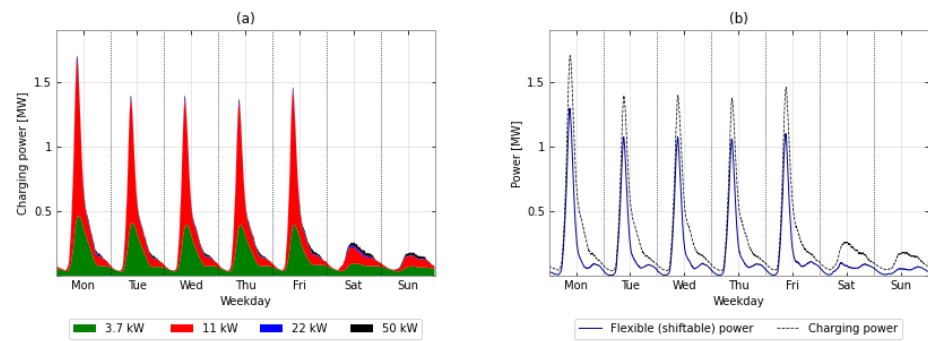 (a)
Charging power [MW]
1.5
1
0.5
Mon Tue Wed Thu Fri Sat Sun
Weekday
3.7 kW 11 kW 22 kW 50 kW
(b)
Power [MW]
1.5
1
0.5
Mon Tue Wed Thu Fri Sat Sun
Weekday
Flexible (shiftable) power Charging power